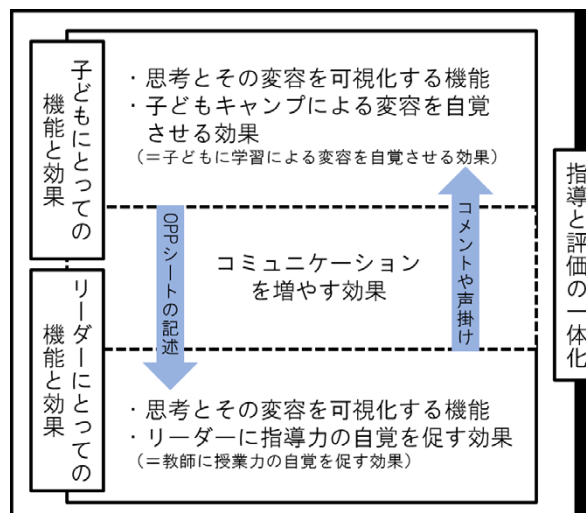 子どもにとっての
機能と効果
・思考とその変容を可視化する機能
・子どもキャンプによる変容を自覚
させる効果
（＝子どもに学習による変容を自覚させる効果）
OPPシートの記述
コミュニケーション
を増やす効果
コメントや声掛け
指導と評価の一体化
リーダーにとっての
機能と効果
・思考とその変容を可視化する機能
・リーダーに指導力の自覚を促す効果
（＝教師に授業力の自覚を促す効果）